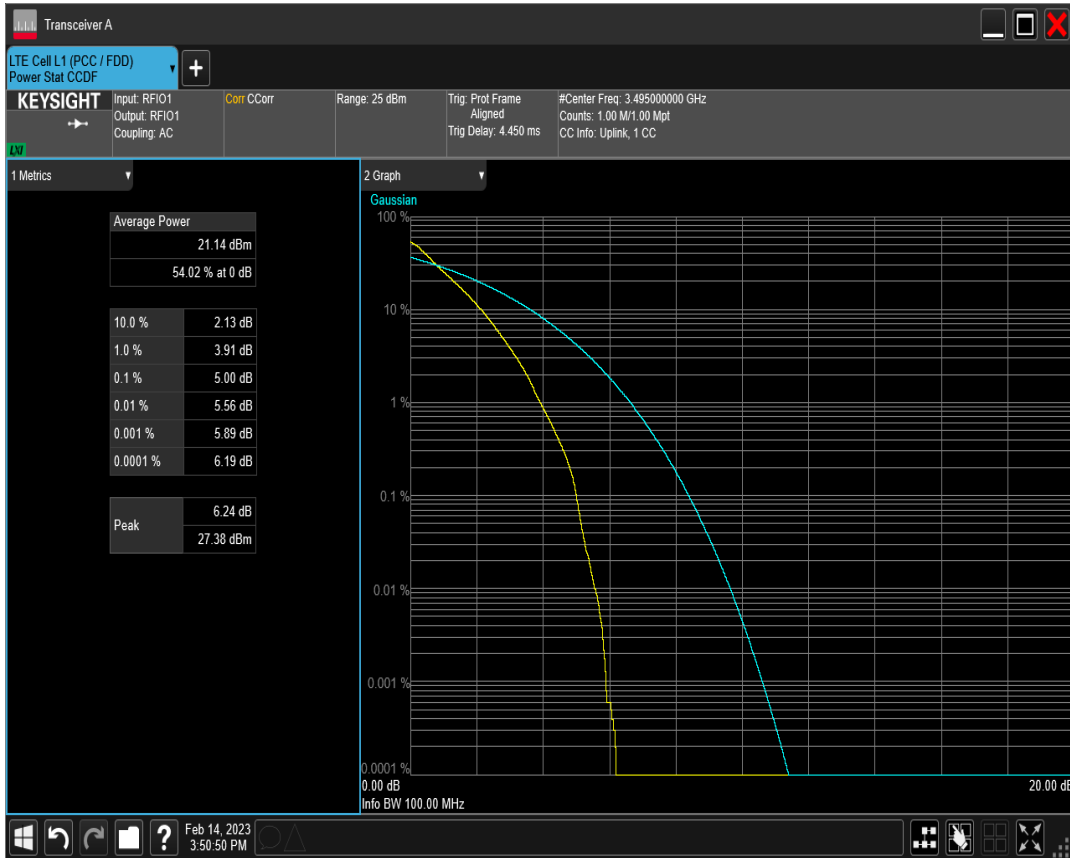 Transceiver A
LTE Cell L1 (PCC / FDD)
Power Stat CCDF
KEYSIGHT
LXI
Input: RFIO1
Output: RFIO1
Coupling: AC
Corr CCorr
Range: 25 dBm
Trig: Prot Frame
Aligned
Trig Delay: 4.450 ms
#Center Freq: 3.495000000 GHz
Counts: 1.00 M/1.00 Mpt
CC Info: Uplink, 1 CC
1 Metrics
Average Power
21.14 dBm
54.02 % at 0 dB
10.0 % 2.13 dB
1.0 % 3.91 dB
0.1 % 5.00 dB
0.01 % 5.56 dB
0.001 % 5.89 dB
0.0001 % 6.19 dB
Peak
6.24 dB
27.38 dBm
2 Graph
Gaussian
100 %
10 %
1 %
0.1 %
0.01 %
0.001 %
0.0001 %
0.00 dB
20.00 dB
Info BW 100.00 MHz
?
Feb 14, 2023
3:50:50 PM